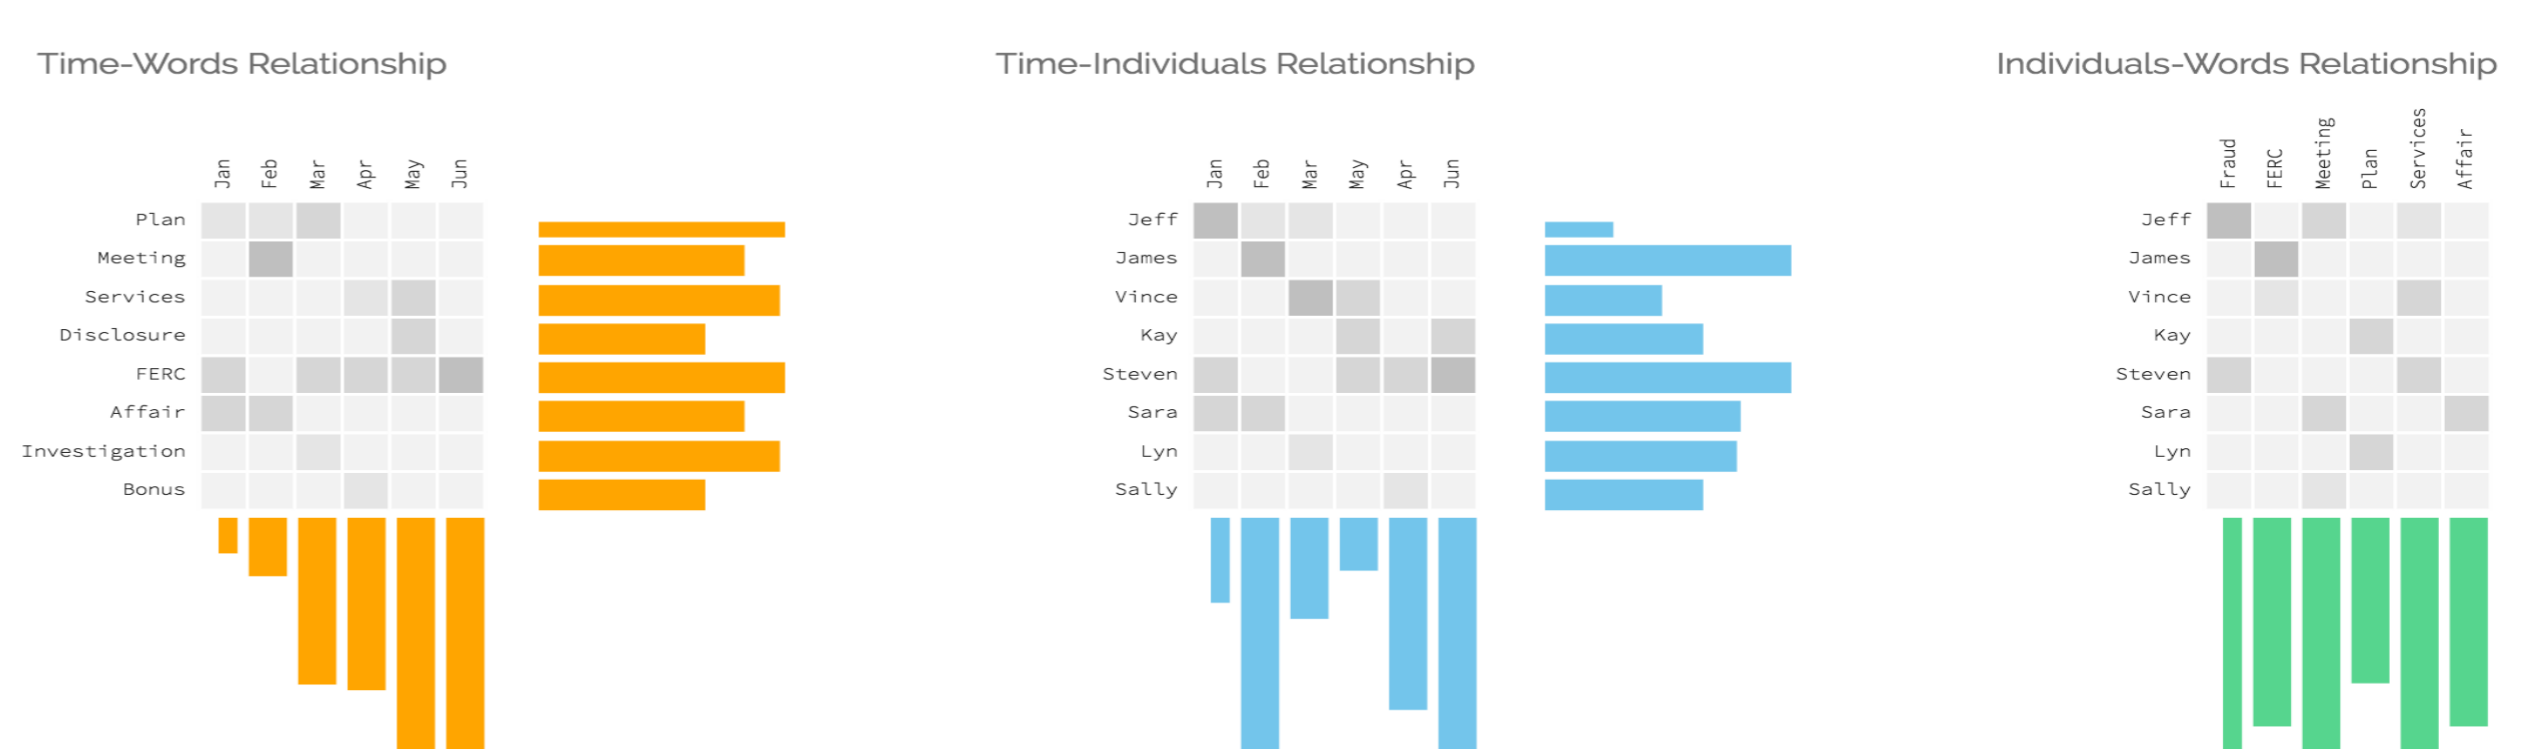 Time-Words Relationship
Jan
Feb
Mar
Apr
May
Jun
Plan
Meeting
Services
Disclosure
FERC
Affair
Investigation
Bonus
Time-Individuals Relationship
Jan
Feb
Mar
May
Apr
Jun
Jeff
James
Vince
Kay
Steven
Sara
Lyn
Sally
Individuals-Words Relationship
Fraud
FERC
Meeting
Plan
Services
Affair
Jeff
James
Vince
Kay
Steven
Sara
Lyn
Sally